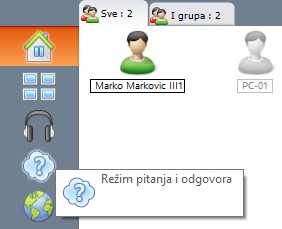 Sve : 2
I grupa : 2
Marko Markovic III1
PC-01
Režim pitanja i odgovora